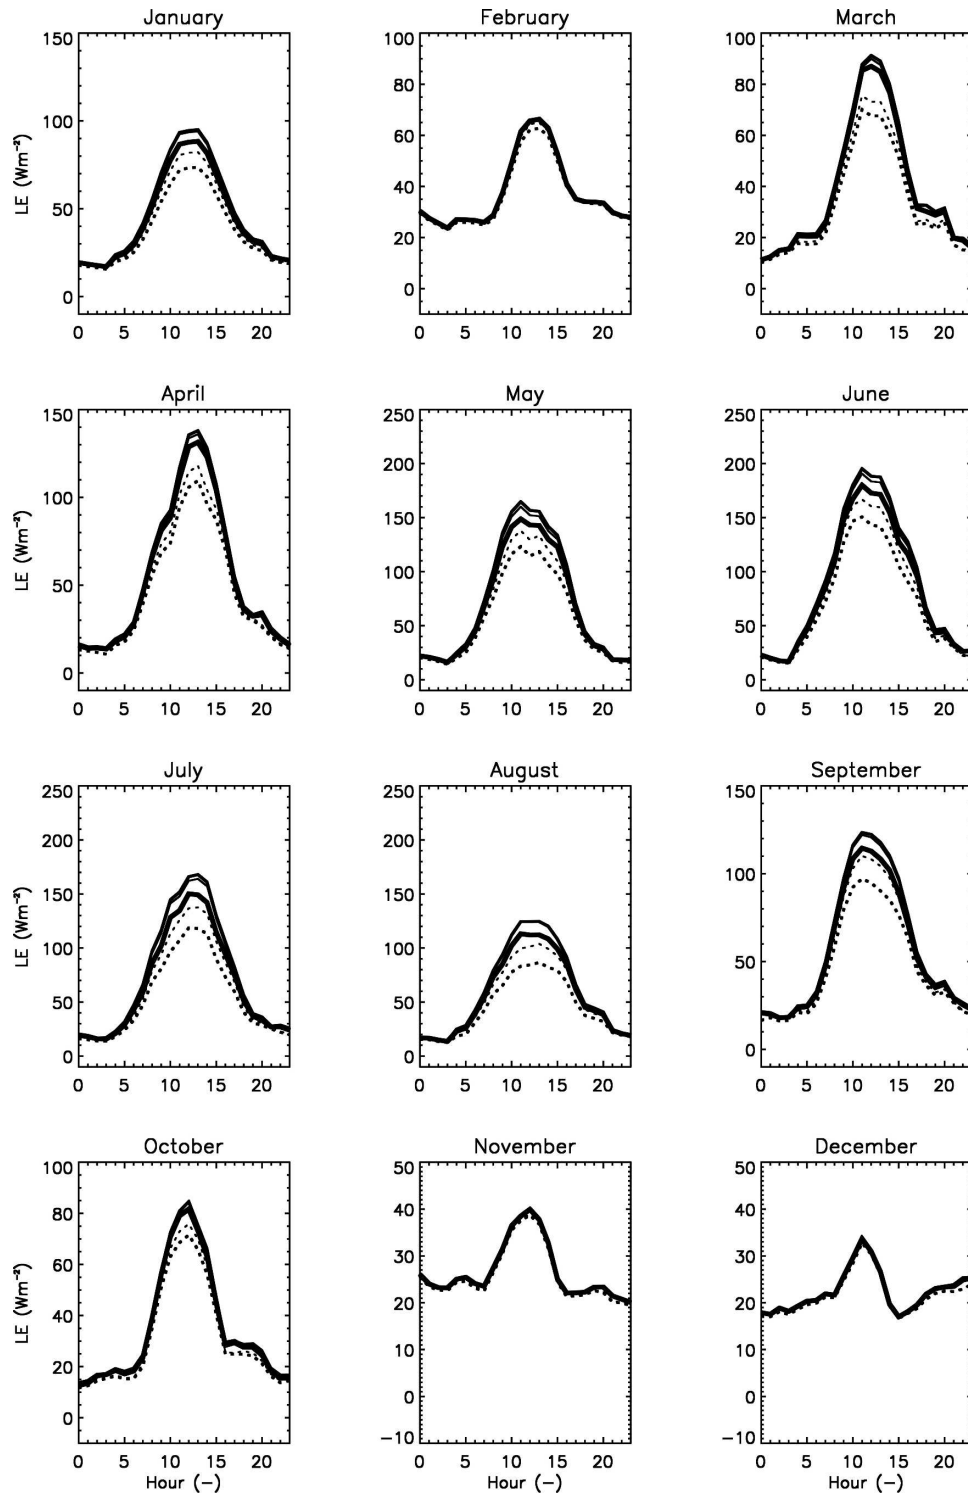 January February March
150 100 100
100 80 80
50 60 60
0 40 40
20 20
0 0
LE (Wm⁻²)
0 5 10 15 20 0 5 10 15 20 0 5 10 15 20
April May June
150 250 250
100 200 200
50 150 150
0 100 100
50 50
0 0
LE (Wm⁻²)
0 5 10 15 20 0 5 10 15 20 0 5 10 15 20
July August September
250 250 150
200 200 100
150 150 50
100 100 0
50 50
0 0
LE (Wm⁻²)
0 5 10 15 20 0 5 10 15 20 0 5 10 15 20
October November December
100 50 50
80 40 40
60 30 30
40 20 20
20 10 10
0 0 0
−10 −10
LE (Wm⁻²)
0 5 10 15 20 0 5 10 15 20 0 5 10 15 20
Hour (−) Hour (−) Hour (−)